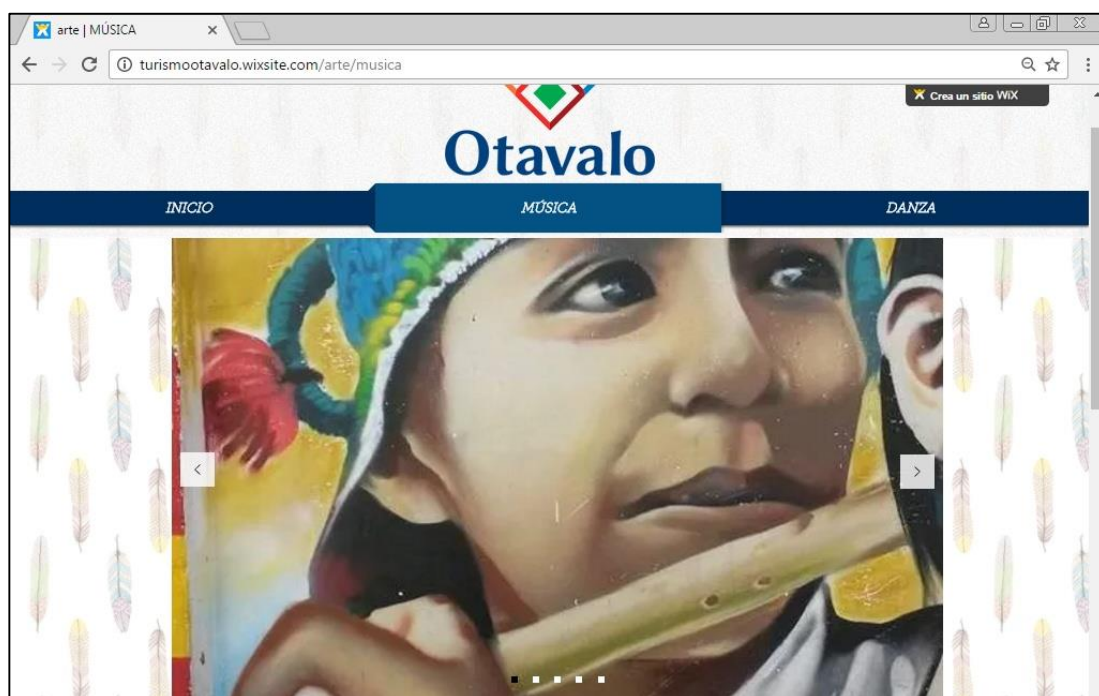 arte | MÚSICA
turismootavalo.wixsite.com/arte/musica
Crea un sitio WiX
Otavalo
INICIO MÚSICA DANZA